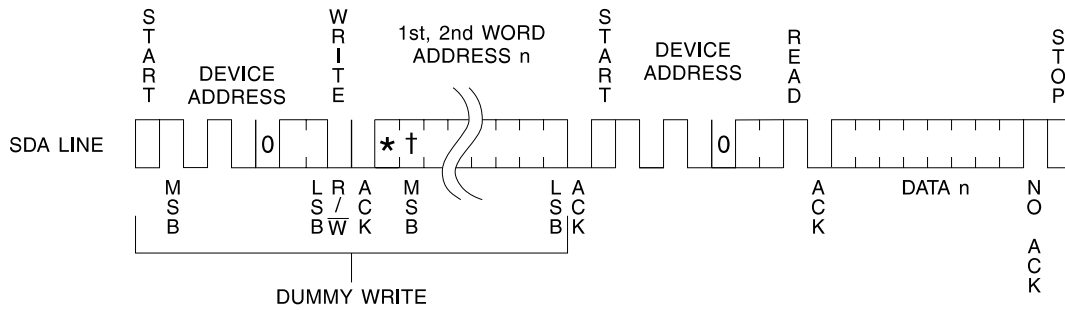 START
WRITE
1st, 2nd WORD
ADDRESS n
START
READ
STOP
DEVICE
ADDRESS
DEVICE
ADDRESS
SDA LINE
0
* †
0
MSB
LSB
R/W̅
ACK
MSB
LSB
ACK
ACK
DATA n
NO ACK
DUMMY WRITE